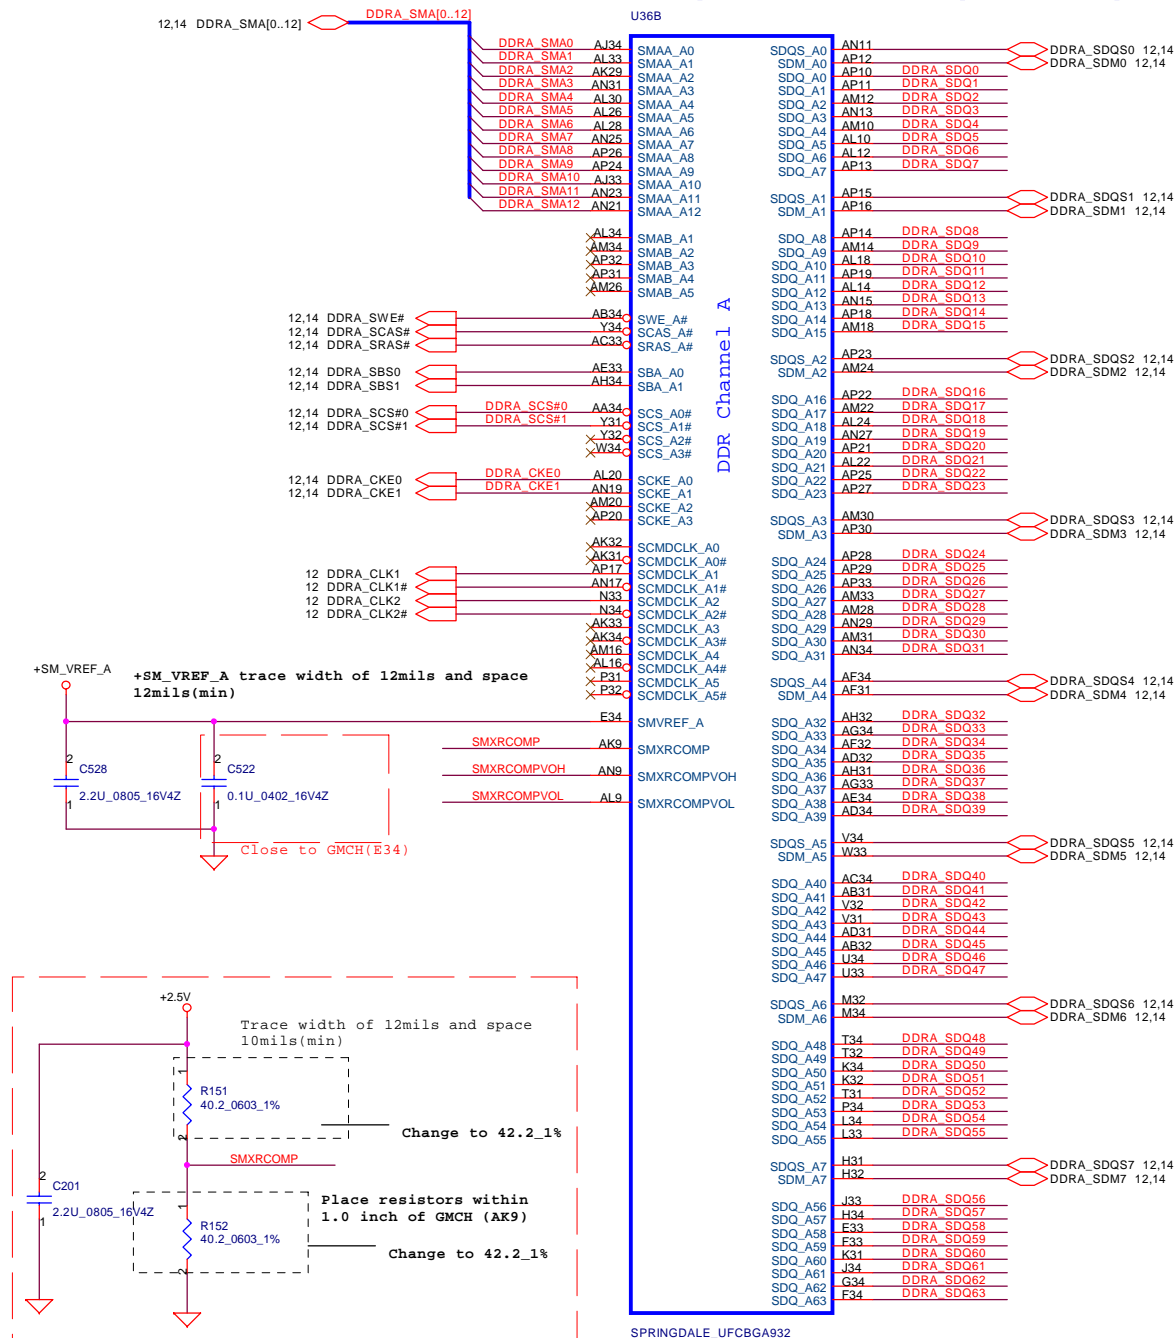 12,14 DDRA_SMA[0..12]
DDRA_SMA[0..12]
U36B
DDRA_SMA0 AJ34 SMAA_A0
DDRA_SMA1 AL33 SMAA_A1
DDRA_SMA2 AK29 SMAA_A2
DDRA_SMA3 AN31 SMAA_A3
DDRA_SMA4 AL30 SMAA_A4
DDRA_SMA5 AL26 SMAA_A5
DDRA_SMA6 AL28 SMAA_A6
DDRA_SMA7 AN25 SMAA_A7
DDRA_SMA8 AP26 SMAA_A8
DDRA_SMA9 AP24 SMAA_A9
DDRA_SMA10 AJ33 SMAA_A10
DDRA_SMA11 AN23 SMAA_A11
DDRA_SMA12 AN21 SMAA_A12
AL34 SMAB_A1
AM34 SMAB_A2
AP32 SMAB_A3
AP31 SMAB_A4
AM26 SMAB_A5
12,14 DDRA_SWE# AB34 SWE_A#
12,14 DDRA_SCAS# Y34 SCAS_A#
12,14 DDRA_SRAS# AC33 SRAS_A#
12,14 DDRA_SBS0 AE33 SBA_A0
12,14 DDRA_SBS1 AH34 SBA_A1
12,14 DDRA_SCS#0 DDRA_SCS#0 AA34 SCS_A0#
12,14 DDRA_SCS#1 DDRA_SCS#1 Y31 SCS_A1#
Y32 SCS_A2#
W34 SCS_A3#
12,14 DDRA_CKE0 DDRA_CKE0 AL20 SCKE_A0
12,14 DDRA_CKE1 DDRA_CKE1 AN19 SCKE_A1
AM20 SCKE_A2
AP20 SCKE_A3
AK32 SCMDCLK_A0
AK31 SCMDCLK_A0#
12 DDRA_CLK1 AP17 SCMDCLK_A1
12 DDRA_CLK1# AN17 SCMDCLK_A1#
12 DDRA_CLK2 N33 SCMDCLK_A2
12 DDRA_CLK2# N34 SCMDCLK_A2#
AK33 SCMDCLK_A3
AK34 SCMDCLK_A3#
AM16 SCMDCLK_A4
AL16 SCMDCLK_A4#
P31 SCMDCLK_A5
P32 SCMDCLK_A5#
E34 SMVREF_A
SMXRCOMP AK9 SMXRCOMP
SMXRCOMPVOH AN9 SMXRCOMPVOH
SMXRCOMPVOL AL9 SMXRCOMPVOL
DDR Channel A
SDQS_A0 AN11 DDRA_SDQS0 12,14
SDM_A0 AP12 DDRA_SDM0 12,14
SDQ_A0 AP10 DDRA_SDQ0
SDQ_A1 AP11 DDRA_SDQ1
SDQ_A2 AM12 DDRA_SDQ2
SDQ_A3 AN13 DDRA_SDQ3
SDQ_A4 AM10 DDRA_SDQ4
SDQ_A5 AL10 DDRA_SDQ5
SDQ_A6 AL12 DDRA_SDQ6
SDQ_A7 AP13 DDRA_SDQ7
SDQS_A1 AP15 DDRA_SDQS1 12,14
SDM_A1 AP16 DDRA_SDM1 12,14
SDQ_A8 AP14 DDRA_SDQ8
SDQ_A9 AM14 DDRA_SDQ9
SDQ_A10 AL18 DDRA_SDQ10
SDQ_A11 AP19 DDRA_SDQ11
SDQ_A12 AL14 DDRA_SDQ12
SDQ_A13 AN15 DDRA_SDQ13
SDQ_A14 AP18 DDRA_SDQ14
SDQ_A15 AM18 DDRA_SDQ15
SDQS_A2 AP23 DDRA_SDQS2 12,14
SDM_A2 AM24 DDRA_SDM2 12,14
SDQ_A16 AP22 DDRA_SDQ16
SDQ_A17 AM22 DDRA_SDQ17
SDQ_A18 AL24 DDRA_SDQ18
SDQ_A19 AN27 DDRA_SDQ19
SDQ_A20 AP21 DDRA_SDQ20
SDQ_A21 AL22 DDRA_SDQ21
SDQ_A22 AP25 DDRA_SDQ22
SDQ_A23 AP27 DDRA_SDQ23
SDQS_A3 AM30 DDRA_SDQS3 12,14
SDM_A3 AP30 DDRA_SDM3 12,14
SDQ_A24 AP28 DDRA_SDQ24
SDQ_A25 AP29 DDRA_SDQ25
SDQ_A26 AP33 DDRA_SDQ26
SDQ_A27 AM33 DDRA_SDQ27
SDQ_A28 AM28 DDRA_SDQ28
SDQ_A29 AN29 DDRA_SDQ29
SDQ_A30 AM31 DDRA_SDQ30
SDQ_A31 AN34 DDRA_SDQ31
SDQS_A4 AF34 DDRA_SDQS4 12,14
SDM_A4 AF31 DDRA_SDM4 12,14
SDQ_A32 AH32 DDRA_SDQ32
SDQ_A33 AG34 DDRA_SDQ33
SDQ_A34 AF32 DDRA_SDQ34
SDQ_A35 AD32 DDRA_SDQ35
SDQ_A36 AH31 DDRA_SDQ36
SDQ_A37 AG33 DDRA_SDQ37
SDQ_A38 AE34 DDRA_SDQ38
SDQ_A39 AD34 DDRA_SDQ39
SDQS_A5 V34 DDRA_SDQS5 12,14
SDM_A5 W33 DDRA_SDM5 12,14
SDQ_A40 AC34 DDRA_SDQ40
SDQ_A41 AB31 DDRA_SDQ41
SDQ_A42 V32 DDRA_SDQ42
SDQ_A43 V31 DDRA_SDQ43
SDQ_A44 AD31 DDRA_SDQ44
SDQ_A45 AB32 DDRA_SDQ45
SDQ_A46 U34 DDRA_SDQ46
SDQ_A47 U33 DDRA_SDQ47
SDQS_A6 M32 DDRA_SDQS6 12,14
SDM_A6 M34 DDRA_SDM6 12,14
SDQ_A48 T34 DDRA_SDQ48
SDQ_A49 T32 DDRA_SDQ49
SDQ_A50 K34 DDRA_SDQ50
SDQ_A51 K32 DDRA_SDQ51
SDQ_A52 T31 DDRA_SDQ52
SDQ_A53 P34 DDRA_SDQ53
SDQ_A54 L34 DDRA_SDQ54
SDQ_A55 L33 DDRA_SDQ55
SDQS_A7 H31 DDRA_SDQS7 12,14
SDM_A7 H32 DDRA_SDM7 12,14
SDQ_A56 J33 DDRA_SDQ56
SDQ_A57 H34 DDRA_SDQ57
SDQ_A58 E33 DDRA_SDQ58
SDQ_A59 F33 DDRA_SDQ59
SDQ_A60 K31 DDRA_SDQ60
SDQ_A61 J34 DDRA_SDQ61
SDQ_A62 G34 DDRA_SDQ62
SDQ_A63 F34 DDRA_SDQ63
SPRINGDALE_UFCBGA932
+SM_VREF_A
+SM_VREF_A trace width of 12mils and space
12mils(min)
2
C528
2.2U_0805_16V4Z
1
2
C522
0.1U_0402_16V4Z
1
Close to GMCH(E34)
+2.5V
Trace width of 12mils and space
10mils(min)
1
R151
40.2_0603_1%
2
Change to 42.2_1%
SMXRCOMP
2
C201
2.2U_0805_16V4Z
1
Place resistors within
1.0 inch of GMCH (AK9)
1
R152
40.2_0603_1%
2
Change to 42.2_1%